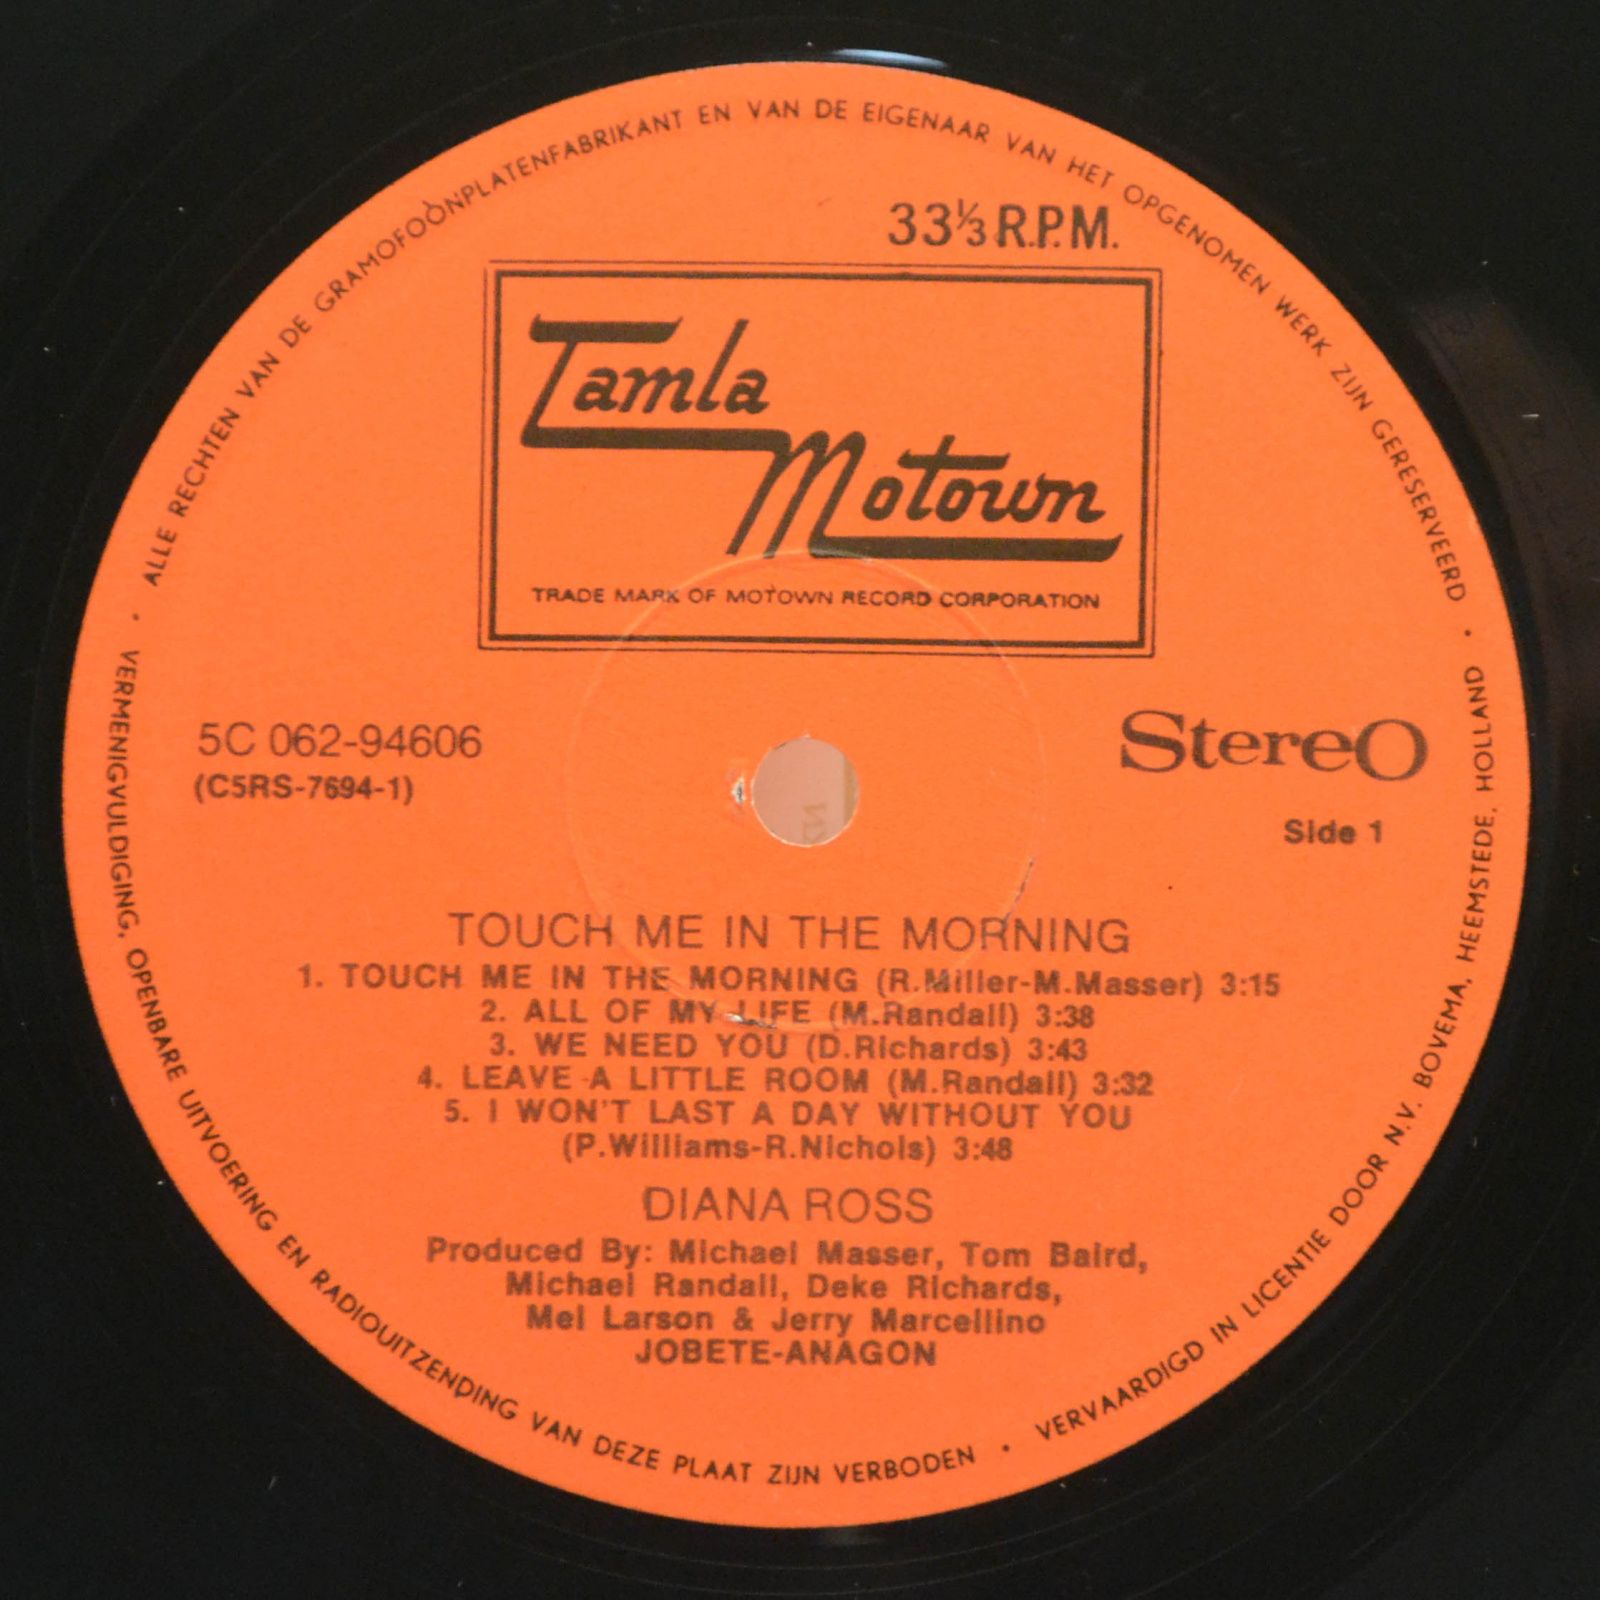 ALLE RECHTEN VAN DE GRAMOFOONPLATENFABRIKANT EN VAN DE EIGENAAR VAN HET OPGENOMEN WERK ZIJN GERESERVEERD •
33⅓ R.P.M.
Tamla
Motown
TRADE MARK OF MOTOWN RECORD CORPORATION
5C 062-94606
(C5RS-7694-1)
Stereo
Side 1
TOUCH ME IN THE MORNING
1. TOUCH ME IN THE MORNING (R.Miller-M.Masser) 3:15
2. ALL OF MY LIFE (M.Randall) 3:38
3. WE NEED YOU (D.Richards) 3:43
4. LEAVE A LITTLE ROOM (M.Randall) 3:32
5. I WON'T LAST A DAY WITHOUT YOU
(P.Williams-R.Nichols) 3:48
DIANA ROSS
Produced By: Michael Masser, Tom Baird,
Michael Randall, Deke Richards,
Mel Larson & Jerry Marcellino
JOBETE-ANAGON
VERMENIGVULDIGING, OPENBARE UITVOERING EN RADIOUITZENDING VAN DEZE PLAAT ZIJN VERBODEN •
VERVAARDIGD IN LICENTIE DOOR N.V. BOVEMA, HEEMSTEDE, HOLLAND •